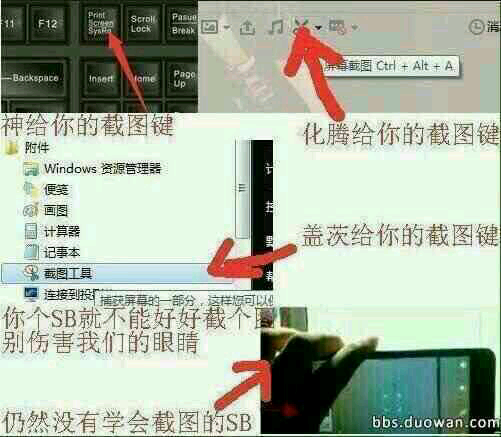 F11
F12
Print
Screen
SysRq
Scroll
Lock
Pasue
Break
Backspace
Insert
Home
Page
Up
消
屏幕截图 Ctrl + Alt + A
神给你的截图键
化腾给你的截图键
附件
Windows 资源管理器
便笺
画图
计算器
记事本
截图工具
连接到投
捕获屏幕的一部分，这样您可以
盖茨给你的截图键
你个SB就不能好好截个图
别伤害我们的眼睛
仍然没有学会截图的SB
bbs.duowan.com